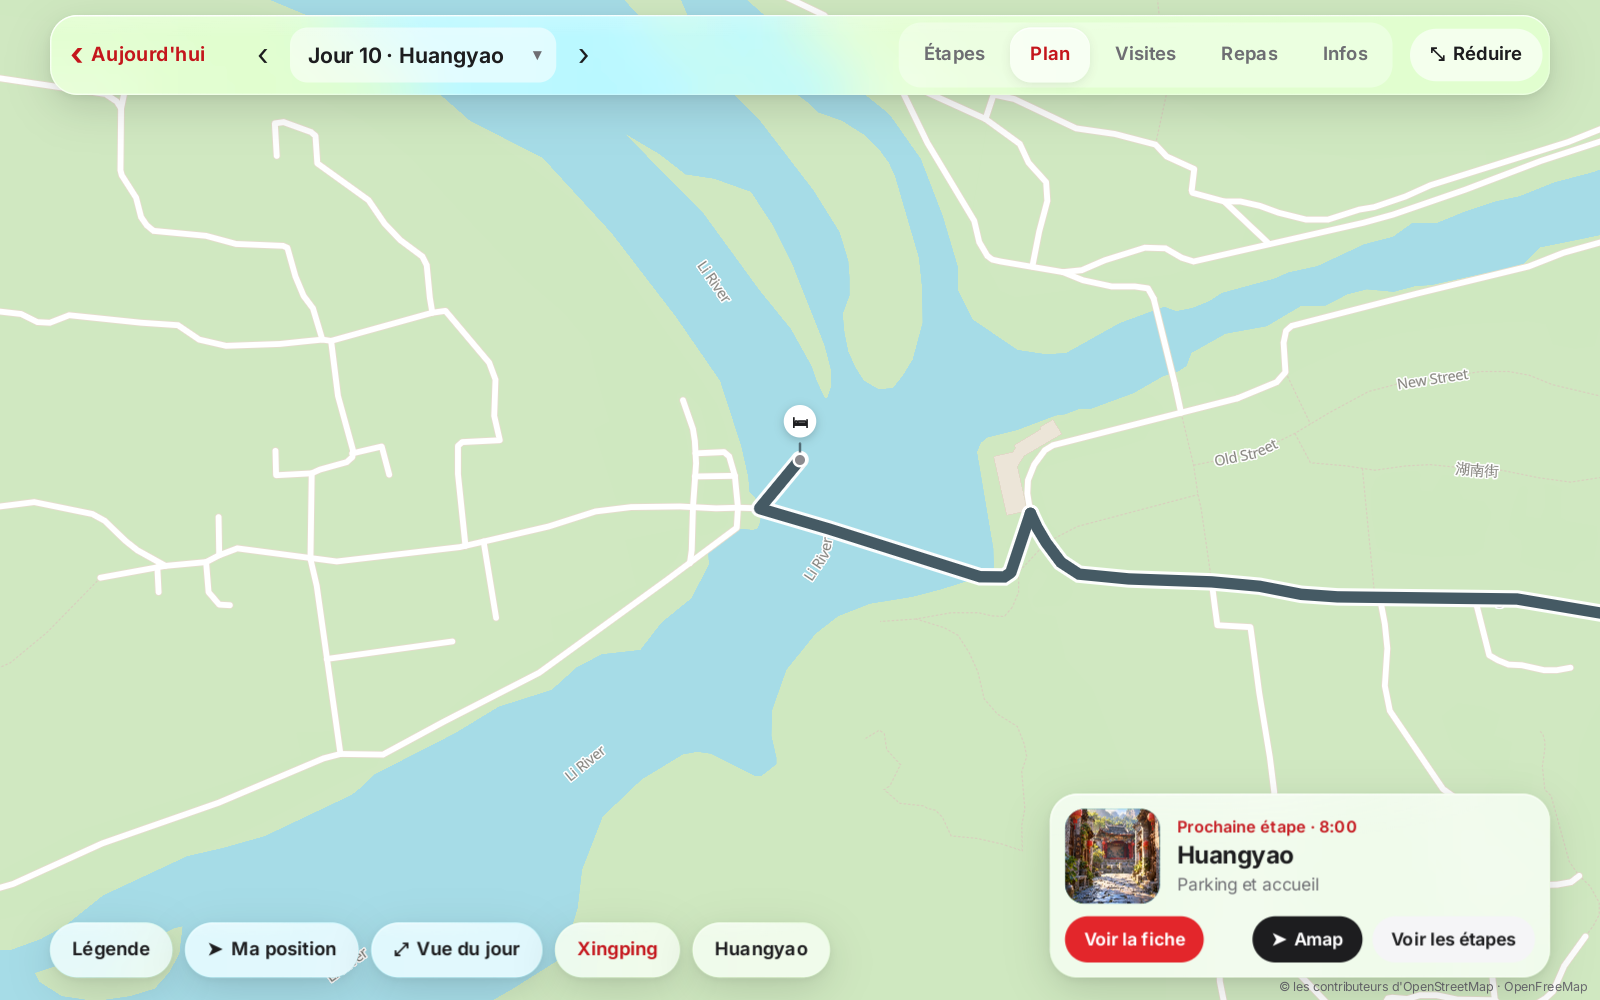 ‹ Aujourd'hui
‹
Jour 10 · Huangyao ▾
›
Étapes
Plan
Visites
Repas
Infos
⤡ Réduire
Li River
New Street
Old Street
湖南街
Li River
Li River
Prochaine étape · 8:00
Huangyao
Parking et accueil
Voir la fiche
➤ Amap
Voir les étapes
Légende
➤ Ma position
⤢ Vue du jour
Xingping
Huangyao
© les contributeurs d'OpenStreetMap · OpenFreeMap